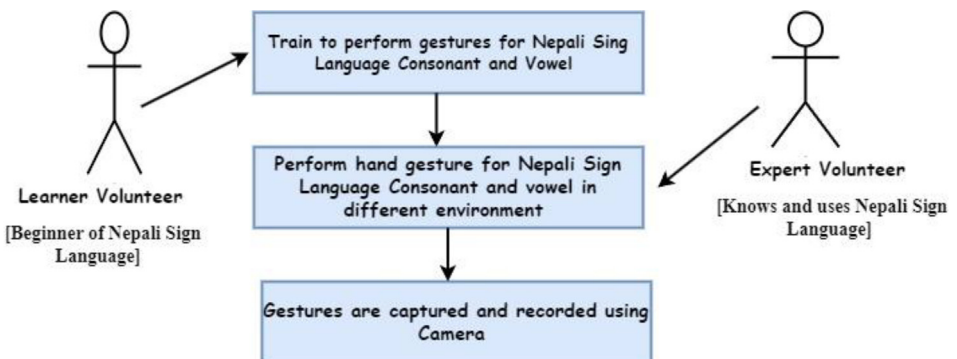 Train to perform gestures for Nepali Sing
Language Consonant and Vowel
Perform hand gesture for Nepali Sign
Language Consonant and vowel in
different environment
Gestures are captured and recorded using
Camera
Learner Volunteer
[Beginner of Nepali Sign
Language]
Expert Volunteer
[Knows and uses Nepali Sign
Language]